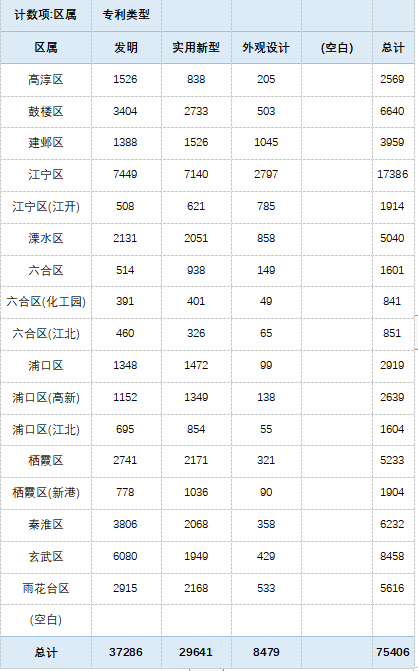 计数项:区属 专利类型
区属 发明 实用新型 外观设计 (空白) 总计
高淳区 1526 838 205 2569
鼓楼区 3404 2733 503 6640
建邺区 1388 1526 1045 3959
江宁区 7449 7140 2797 17386
江宁区(江开) 508 621 785 1914
溧水区 2131 2051 858 5040
六合区 514 938 149 1601
六合区(化工园) 391 401 49 841
六合区(江北) 460 326 65 851
浦口区 1348 1472 99 2919
浦口区(高新) 1152 1349 138 2639
浦口区(江北) 695 854 55 1604
栖霞区 2741 2171 321 5233
栖霞区(新港) 778 1036 90 1904
秦淮区 3806 2068 358 6232
玄武区 6080 1949 429 8458
雨花台区 2915 2168 533 5616
(空白)
总计 37286 29641 8479 75406